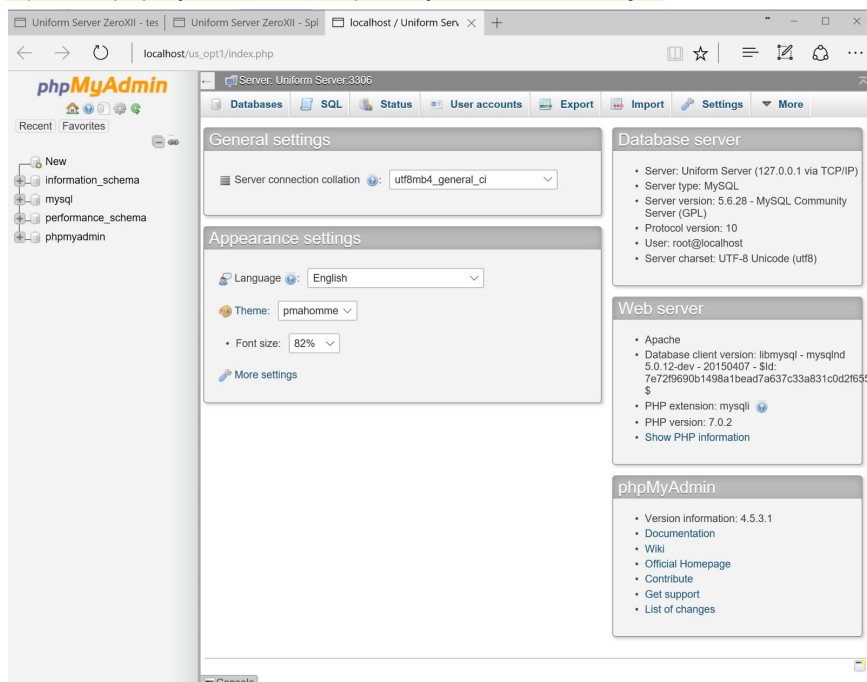 Uniform Server ZeroXII - tes
Uniform Server ZeroXII - Spl
localhost / Uniform Serv
localhost/us_opt1/index.php
phpMyAdmin
Recent Favorites
New
information_schema
mysql
performance_schema
phpmyadmin
Server: Uniform Server:3306
Databases SQL Status User accounts Export Import Settings More
General settings
Server connection collation : utf8mb4_general_ci
Appearance settings
Language : English
Theme: pmahomme
• Font size: 82%
More settings
Database server
• Server: Uniform Server (127.0.0.1 via TCP/IP)
• Server type: MySQL
• Server version: 5.6.28 - MySQL Community
Server (GPL)
• Protocol version: 10
• User: root@localhost
• Server charset: UTF-8 Unicode (utf8)
Web server
• Apache
• Database client version: libmysql - mysqlnd
5.0.12-dev - 20150407 - $Id:
7e72f9690b1498a1bead7a637c33a831c0d2f655
$
• PHP extension: mysqli
• PHP version: 7.0.2
• Show PHP information
phpMyAdmin
• Version information: 4.5.3.1
• Documentation
• Wiki
• Official Homepage
• Contribute
• Get support
• List of changes
Console